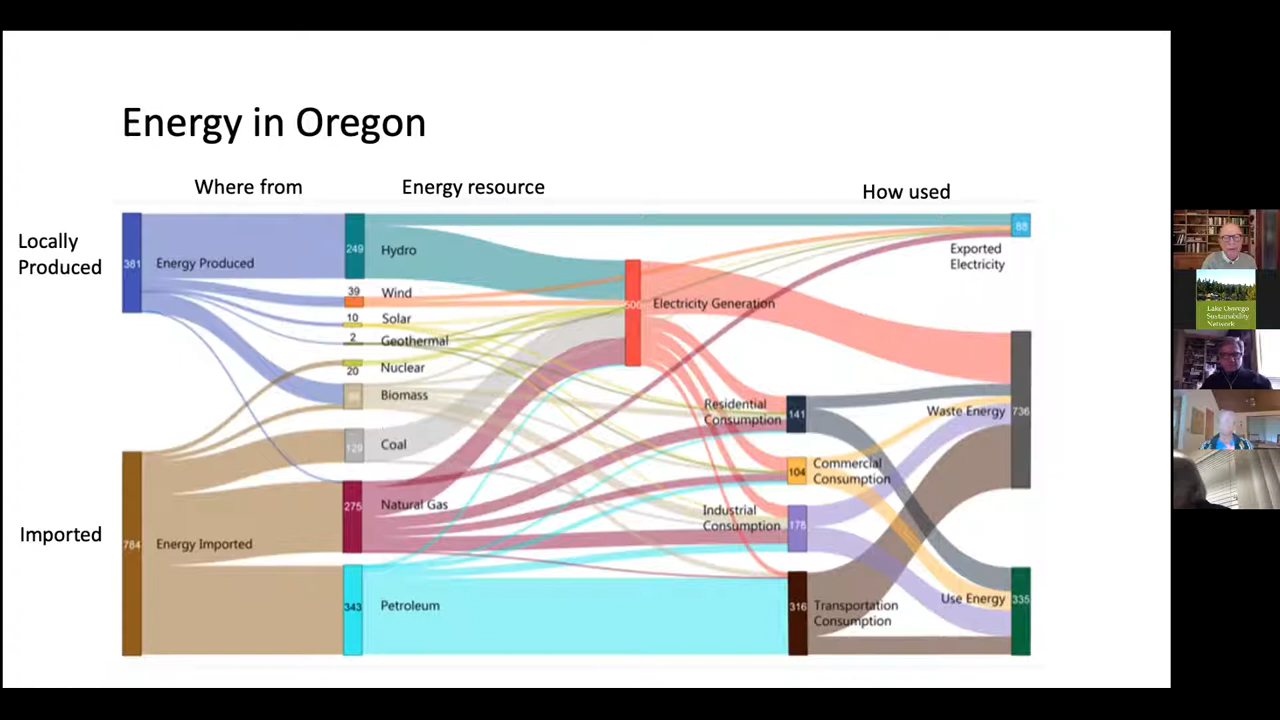 Energy in Oregon
Where from
Energy resource
How used
Locally
Produced
381
Energy Produced
249
Hydro
39
Wind
10
Solar
2
Geothermal
20
Nuclear
Biomass
129
Coal
275
Natural Gas
343
Petroleum
Imported
784
Energy Imported
506
Electricity Generation
Residential
Consumption
141
104
Commercial
Consumption
Industrial
Consumption
178
316
Transportation
Consumption
88
Exported
Electricity
Waste Energy
736
Use Energy
335
Lake Oswego
Sustainability
Network